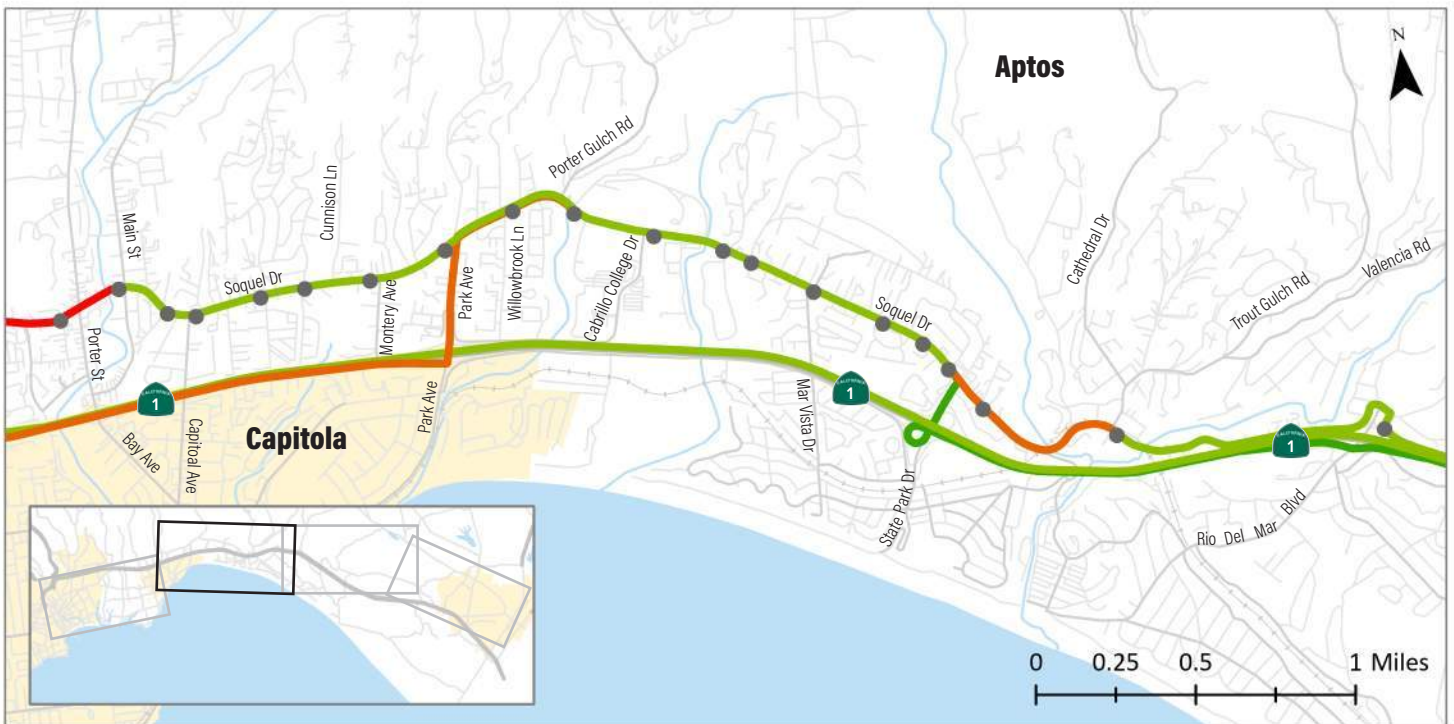 Aptos
N
Porter Gulch Rd
Main St
Cunnison Ln
Soquel Dr
Montery Ave
Park Ave
Willowbrook Ln
Cabrillo College Dr
Cathedral Dr
Valencia Rd
Trout Gulch Rd
Soquel Dr
Porter St
1
Bay Ave
Capitoal Ave
Capitola
Park Ave
Mar Vista Dr
1
State Park Dr
1
Rio Del Mar Blvd
0 0.25 0.5 1 Miles